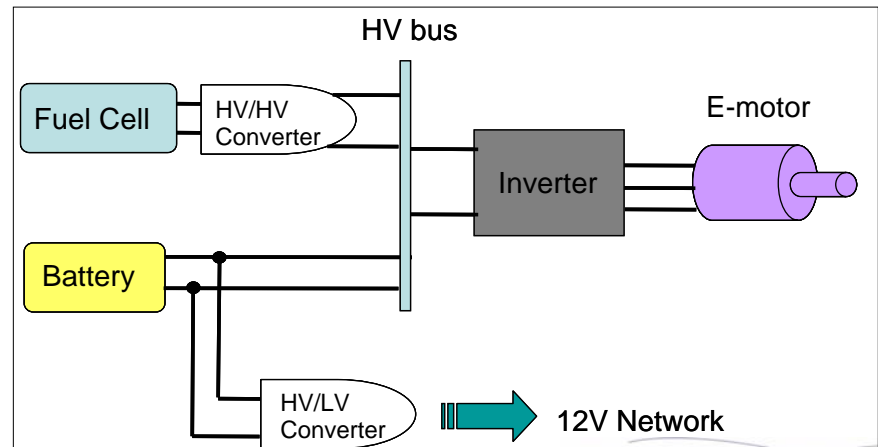 HV bus
Fuel Cell
HV/HV
Converter
E-motor
Inverter
Battery
HV/LV
Converter
12V Network